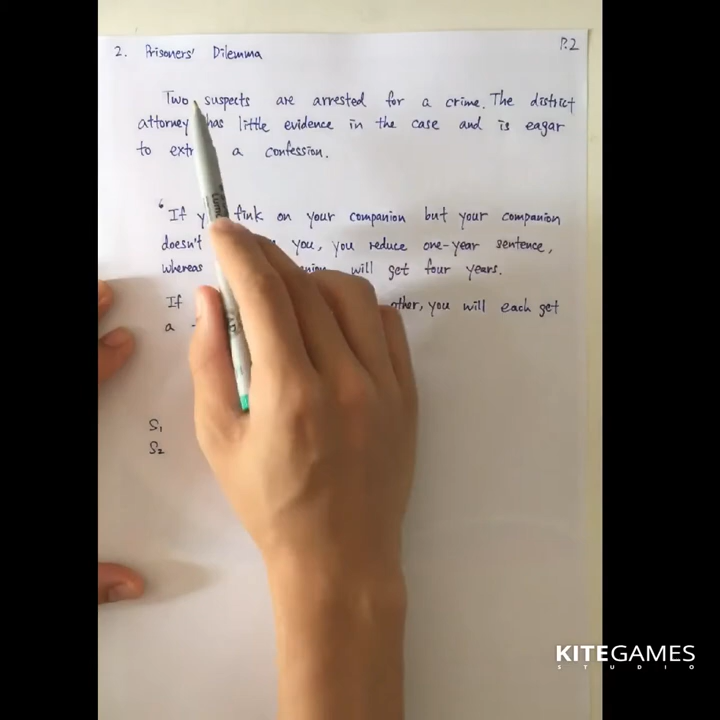 P.2
2. Prisoners' Dilemma
Two suspects are arrested for a crime. The district
attorney has little evidence in the case and is eagar
to extr a confession.
"If y fink on your companion but your companion
doesn't you, you reduce one-year sentence,
whereas will get four years.
If other, you will each get
a
S1
S2
KITEGAMES
STUDIO